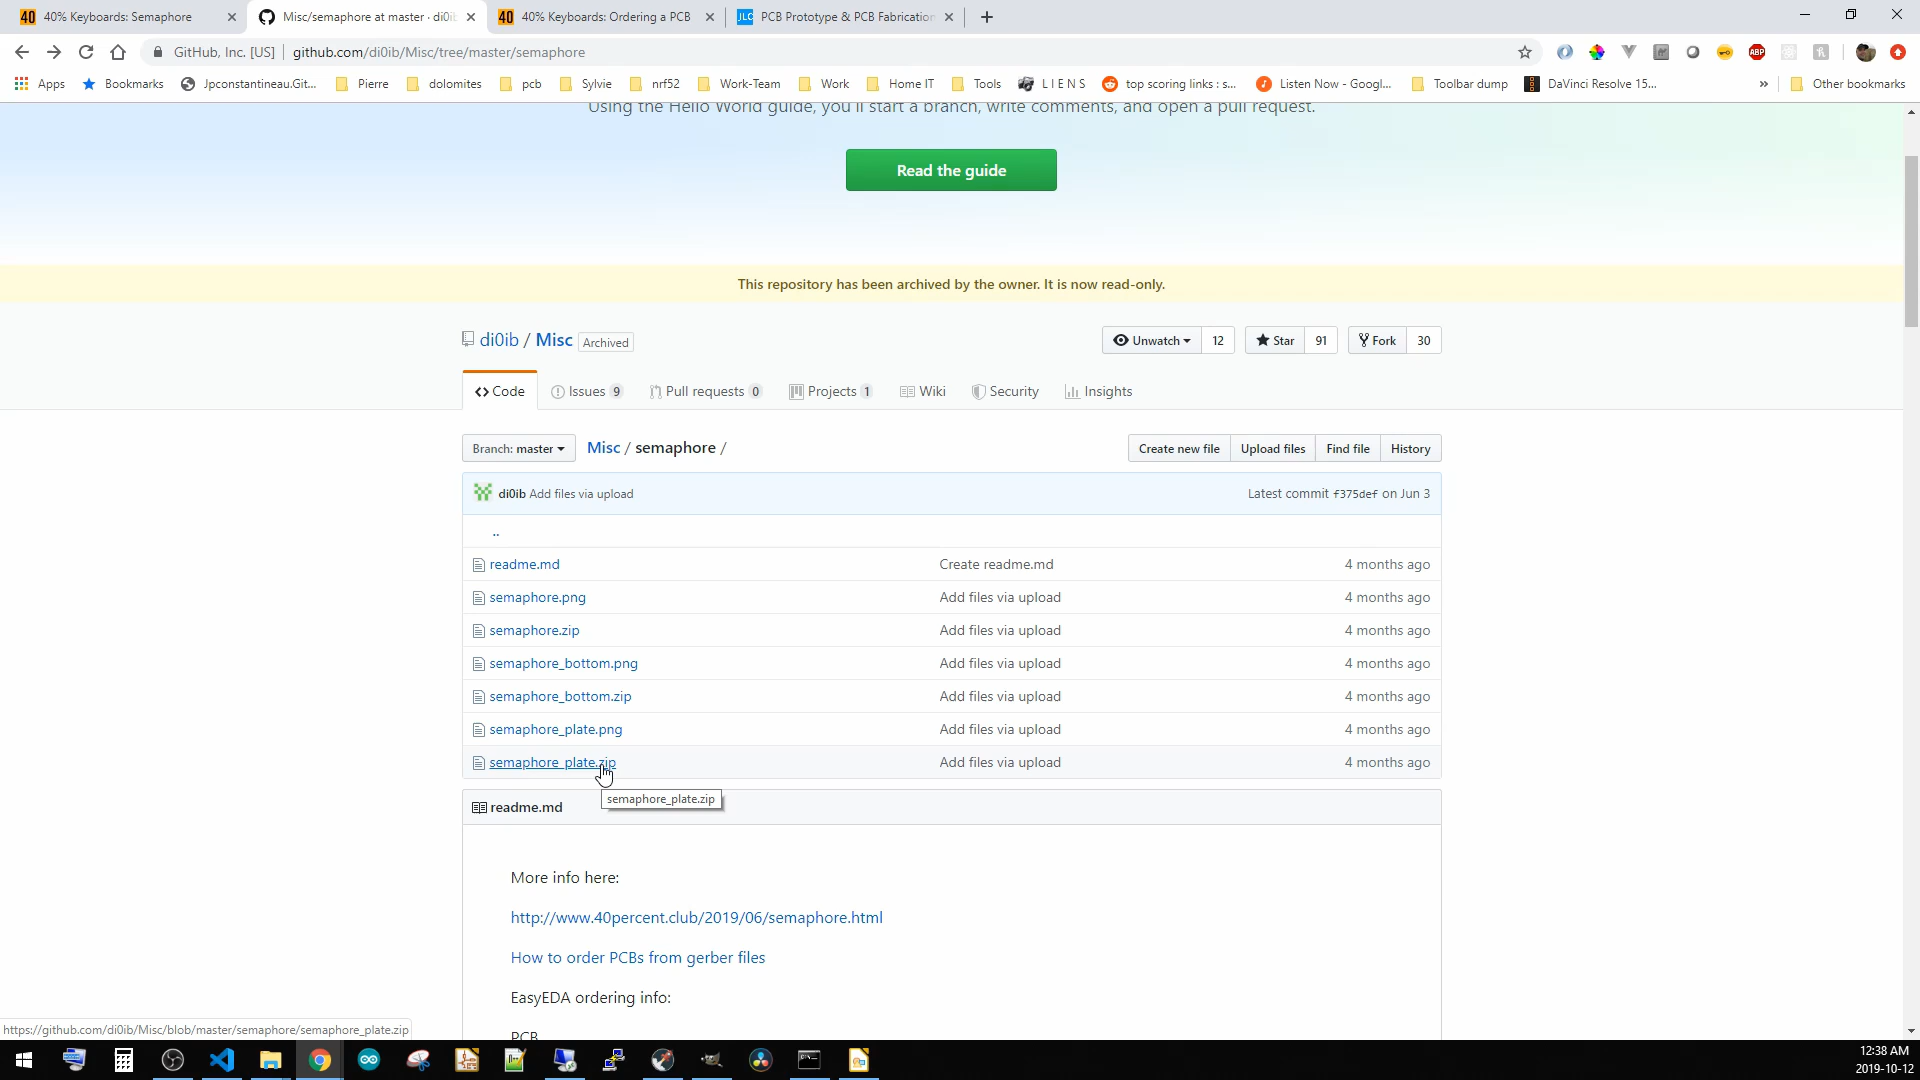 40% Keyboards: Semaphore
Misc/semaphore at master · di0ib
40% Keyboards: Ordering a PCB
PCB Prototype & PCB Fabrication
GitHub, Inc. [US]
github.com/di0ib/Misc/tree/master/semaphore
ABP
Apps
Bookmarks
Jpconstantineau.Git...
Pierre
dolomites
pcb
Sylvie
nrf52
Work-Team
Work
Home IT
Tools
L I E N S
top scoring links : s...
Listen Now - Googl...
Toolbar dump
DaVinci Resolve 15...
»
Other bookmarks
Using the Hello World guide, you'll start a branch, write comments, and open a pull request.
Read the guide
This repository has been archived by the owner. It is now read-only.
di0ib / Misc Archived
Unwatch 12
Star 91
Fork 30
Code
Issues 9
Pull requests 0
Projects 1
Wiki
Security
Insights
Branch: master
Misc / semaphore /
Create new file
Upload files
Find file
History
di0ib Add files via upload
Latest commit f375def on Jun 3
..
readme.md Create readme.md 4 months ago
semaphore.png Add files via upload 4 months ago
semaphore.zip Add files via upload 4 months ago
semaphore_bottom.png Add files via upload 4 months ago
semaphore_bottom.zip Add files via upload 4 months ago
semaphore_plate.png Add files via upload 4 months ago
semaphore_plate.zip Add files via upload 4 months ago
semaphore_plate.zip
readme.md
More info here:
http://www.40percent.club/2019/06/semaphore.html
How to order PCBs from gerber files
EasyEDA ordering info:
PCB
https://github.com/di0ib/Misc/blob/master/semaphore/semaphore_plate.zip
12:38 AM
2019-10-12